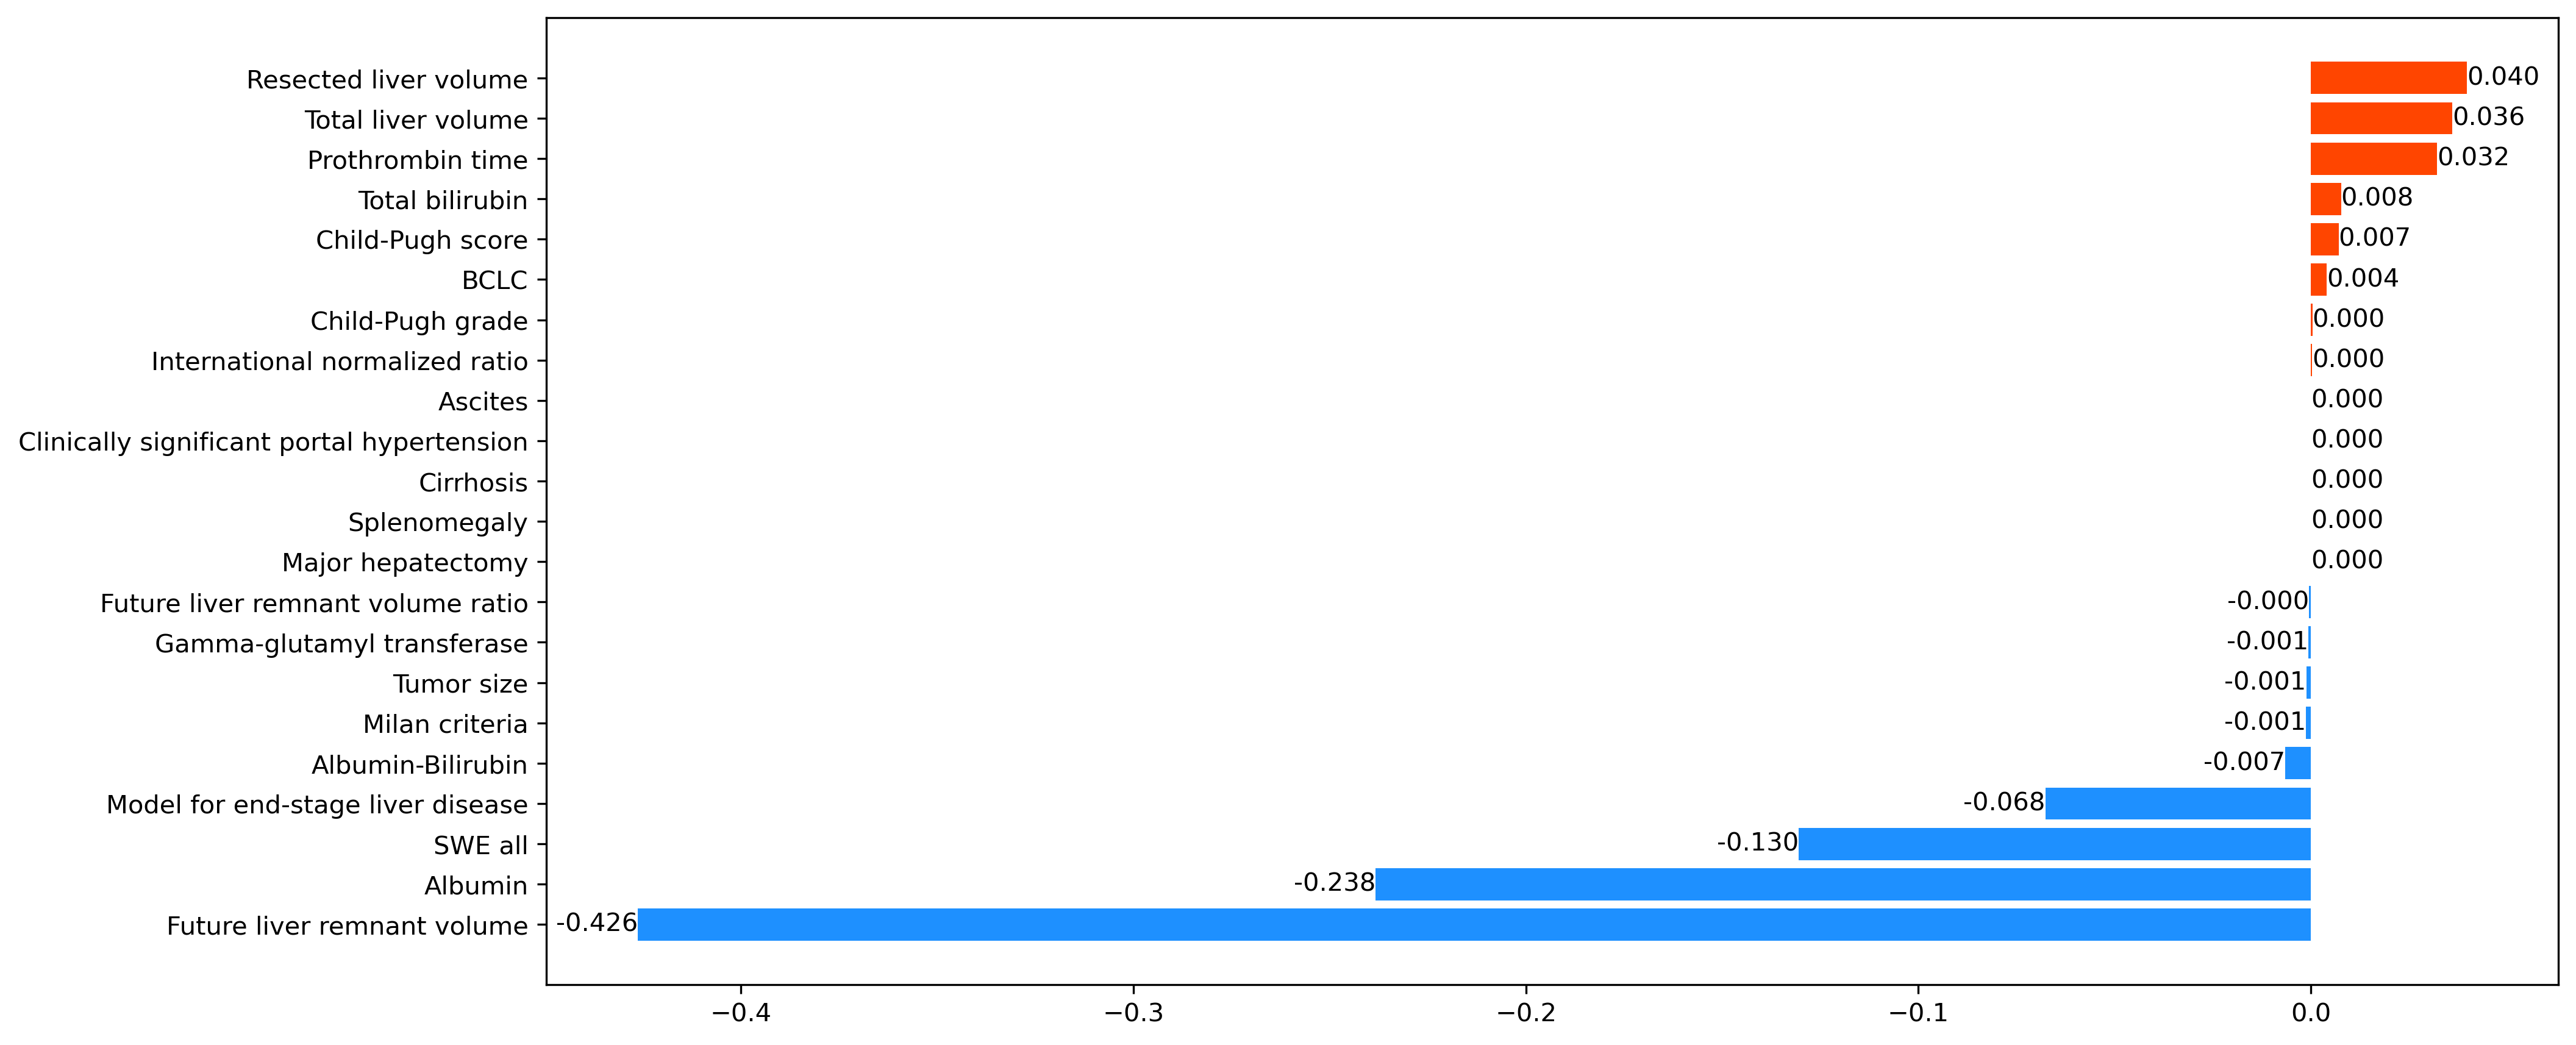 Resected liver volume 0.040
Total liver volume 0.036
Prothrombin time 0.032
Total bilirubin 0.008
Child-Pugh score 0.007
BCLC 0.004
Child-Pugh grade 0.000
International normalized ratio 0.000
Ascites 0.000
Clinically significant portal hypertension 0.000
Cirrhosis 0.000
Splenomegaly 0.000
Major hepatectomy 0.000
Future liver remnant volume ratio -0.000
Gamma-glutamyl transferase -0.001
Tumor size -0.001
Milan criteria -0.001
Albumin-Bilirubin -0.007
Model for end-stage liver disease -0.068
SWE all -0.130
Albumin -0.238
Future liver remnant volume -0.426
−0.4 −0.3 −0.2 −0.1 0.0